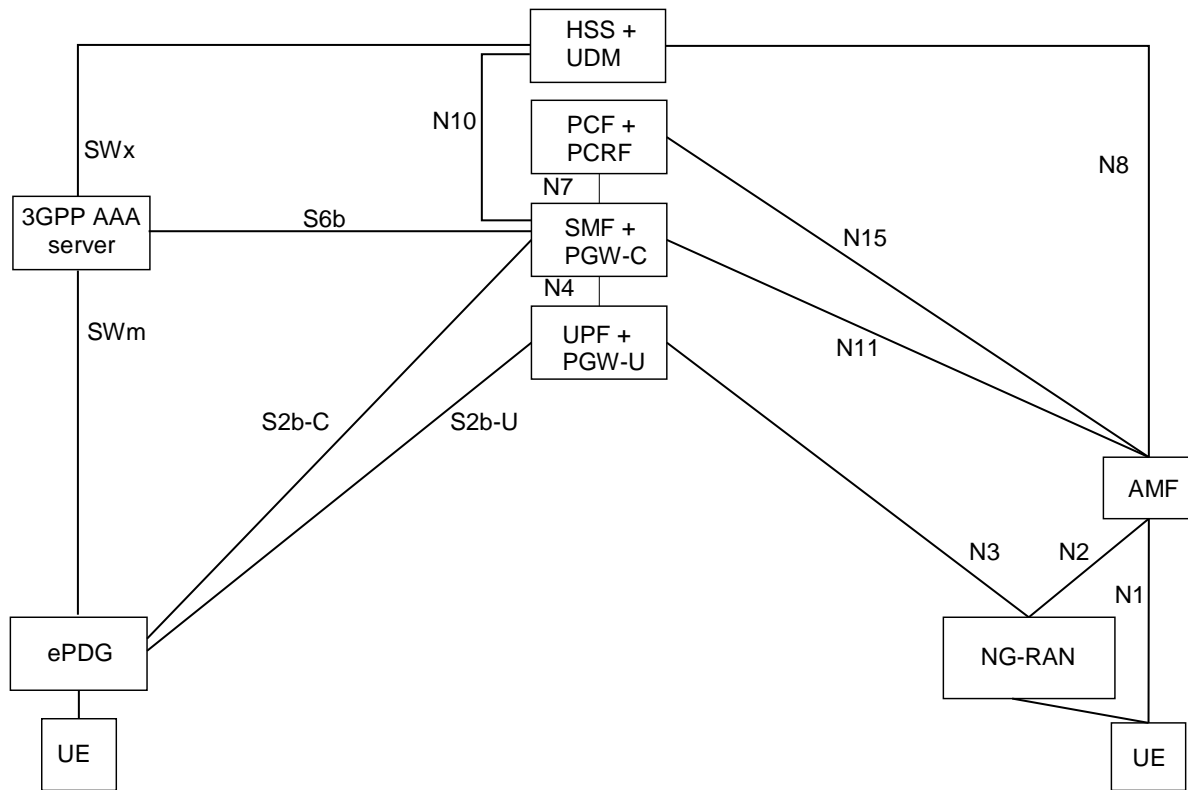 HSS +
UDM
N10
PCF +
PCRF
SWx
N8
N7
3GPP AAA
server
S6b
SMF +
PGW-C
N15
N4
SWm
UPF +
PGW-U
N11
S2b-C
S2b-U
AMF
N3
N2
N1
ePDG
NG-RAN
UE
UE